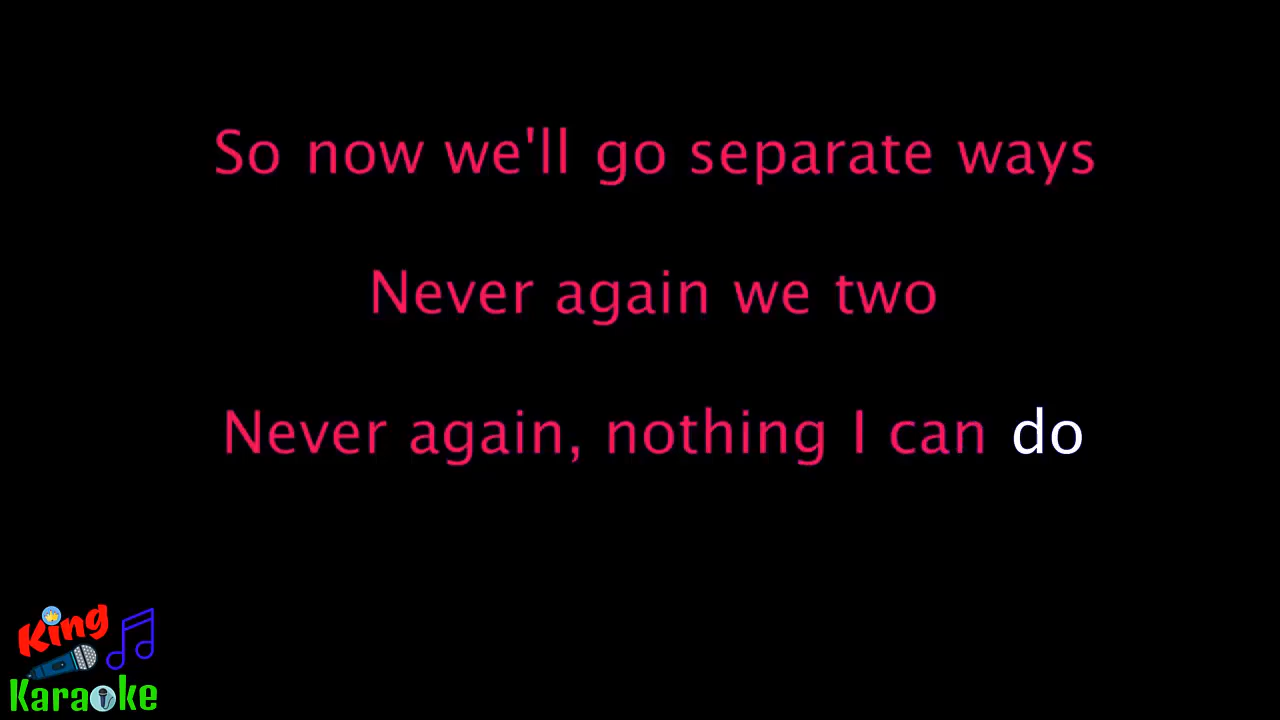 So now we'll go separate ways
Never again we two
Never again, nothing I can do
King
Karaoke